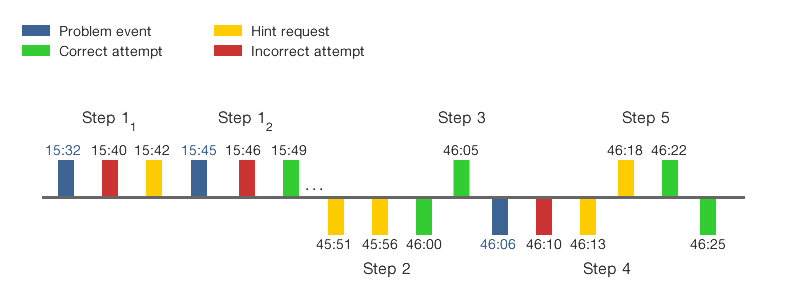 Problem event
Hint request
Correct attempt
Incorrect attempt
Step 1₁
Step 1₂
Step 3
Step 5
15:32 15:40 15:42 15:45 15:46 15:49 46:05 46:18 46:22
...
45:51 45:56 46:00 46:06 46:10 46:13 46:25
Step 2
Step 4